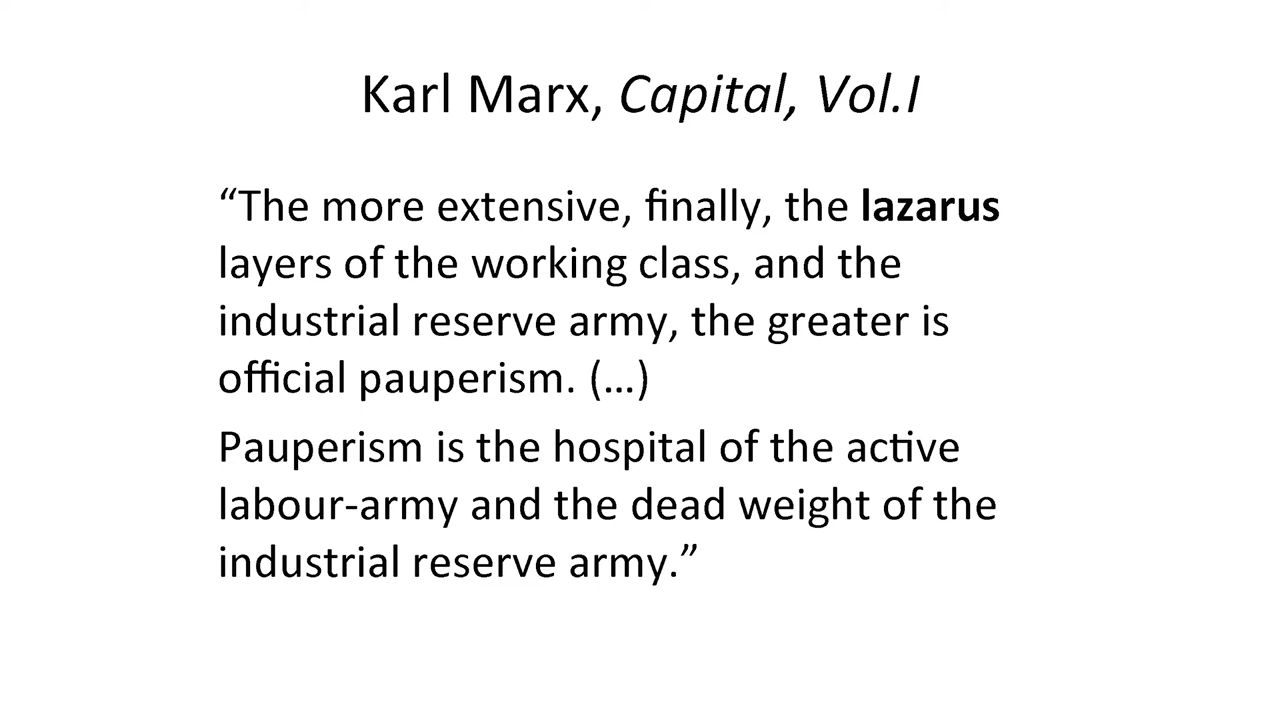 Karl Marx, Capital, Vol.I
“The more extensive, finally, the lazarus
layers of the working class, and the
industrial reserve army, the greater is
official pauperism. (…)
Pauperism is the hospital of the active
labour-army and the dead weight of the
industrial reserve army.”